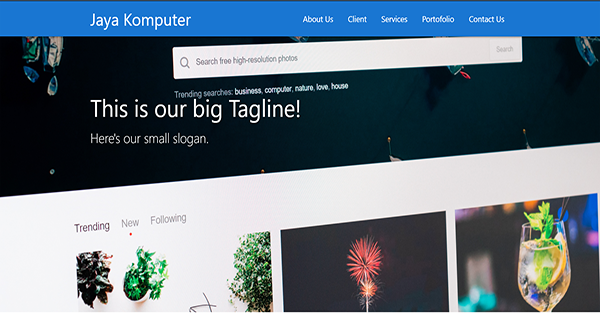 Jaya Komputer
About Us Client Services Portofolio Contact Us
Search free high-resolution photos Search
Trending searches: business, computer, nature, love, house
This is our big Tagline!
Here's our small slogan.
Trending New Following